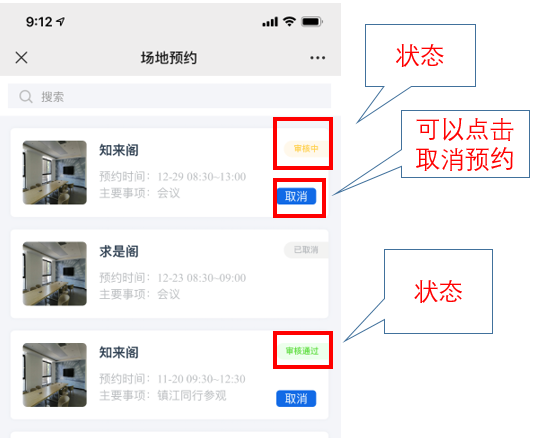 9:12
场地预约
搜索
知来阁
审核中
预约时间：12-29 08:30~13:00
主要事项：会议
取消
求是阁
已取消
预约时间：12-23 08:30~09:00
主要事项：会议
知来阁
审核通过
预约时间：11-20 09:30~12:30
主要事项：镇江同行参观
取消
状态
可以点击
取消预约
状态